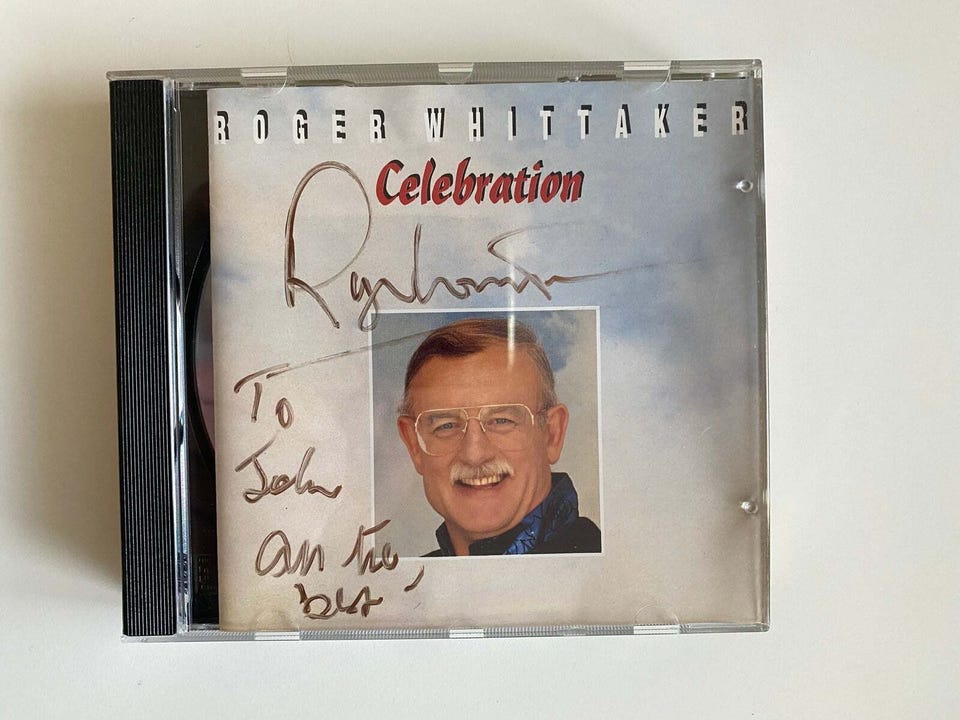 ROGER WHITTAKER
Celebration
To
John
All the
best